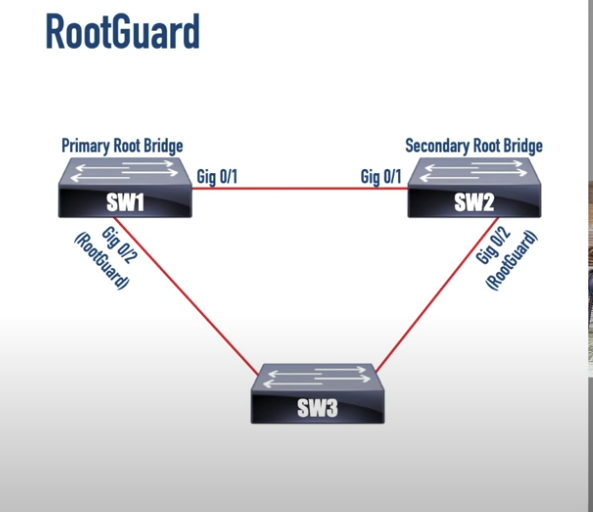 RootGuard
Primary Root Bridge
Secondary Root Bridge
Gig 0/1
Gig 0/1
SW1
SW2
Gig 0/2
(RootGuard)
Gig 0/2
(RootGuard)
SW3